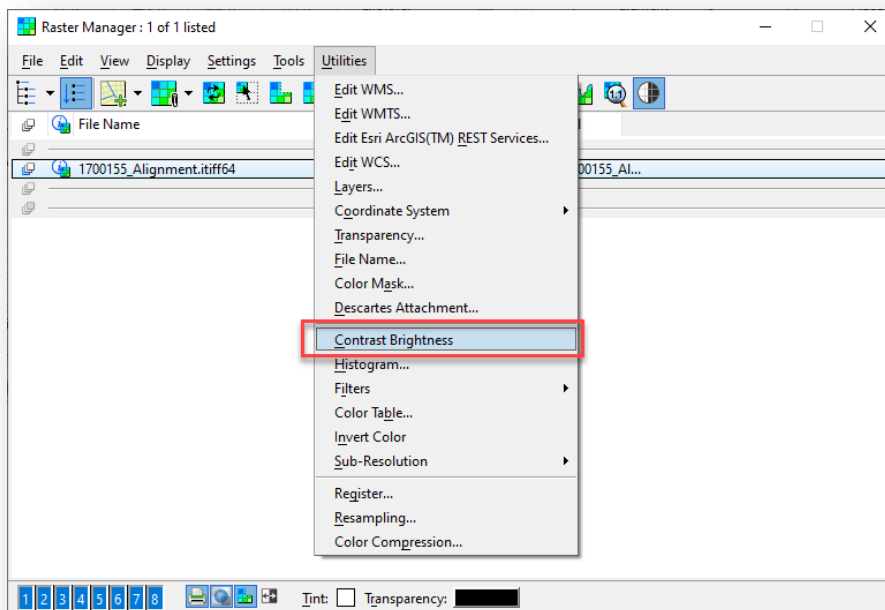 Raster Manager : 1 of 1 listed
File Edit View Display Settings Tools Utilities
1:1
File Name
1700155_Alignment.itiff64
00155_Al...
Edit WMS...
Edit WMTS...
Edit Esri ArcGIS(TM) REST Services...
Edit WCS...
Layers...
Coordinate System
Transparency...
File Name...
Color Mask...
Descartes Attachment...
Contrast Brightness
Histogram...
Filters
Color Table...
Invert Color
Sub-Resolution
Register...
Resampling...
Color Compression...
1 2 3 4 5 6 7 8 Tint: Transparency: